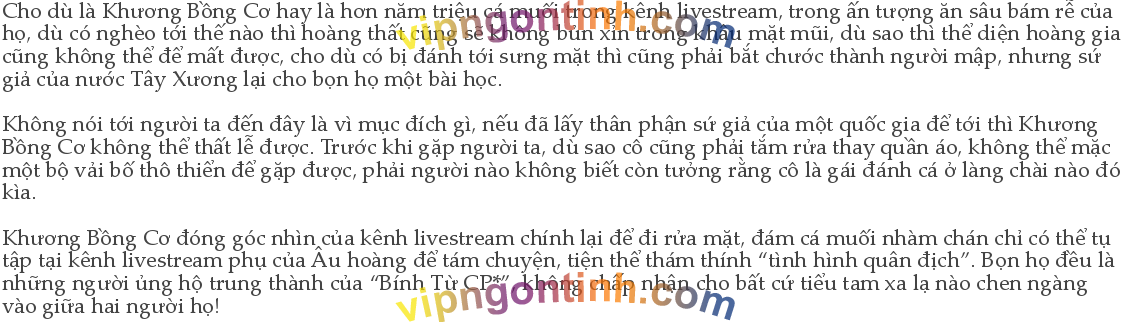 Cho dù là Khương Bồng Cơ hay là hơn năm triệu cá muối trong kênh livestream, trong ấn tượng ăn sâu bám rễ của
họ, dù có nghèo tới thế nào thì hoàng thất cũng sẽ không bủn xỉn trong khâu mặt mũi, dù sao thì thể diện hoàng gia
cũng không thể để mất được, cho dù có bị đánh tới sưng mặt thì cũng phải bắt chước thành người mập, nhưng sứ
giả của nước Tây Xương lại cho bọn họ một bài học.
Không nói tới người ta đến đây là vì mục đích gì, nếu đã lấy thân phận sứ giả của một quốc gia để tới thì Khương
Bồng Cơ không thể thất lễ được. Trước khi gặp người ta, dù sao cô cũng phải tắm rửa thay quần áo, không thể mặc
một bộ vải bố thô thiển để gặp được, phải người nào không biết còn tưởng rằng cô là gái đánh cá ở làng chài nào đó
kìa.
Khương Bồng Cơ đóng góc nhìn của kênh livestream chính lại để đi rửa mặt, đám cá muối nhàm chán chỉ có thể tụ
tập tại kênh livestream phụ của Âu hoàng để tám chuyện, tiện thể thám thính “tình hình quân địch”. Bọn họ đều là
những người ủng hộ trung thành của “Bính Từ CP*”, không chấp nhận cho bất cứ tiểu tam xa lạ nào chen ngàng
vào giữa hai người họ!
vipngontinh.com
vipngontinh.com